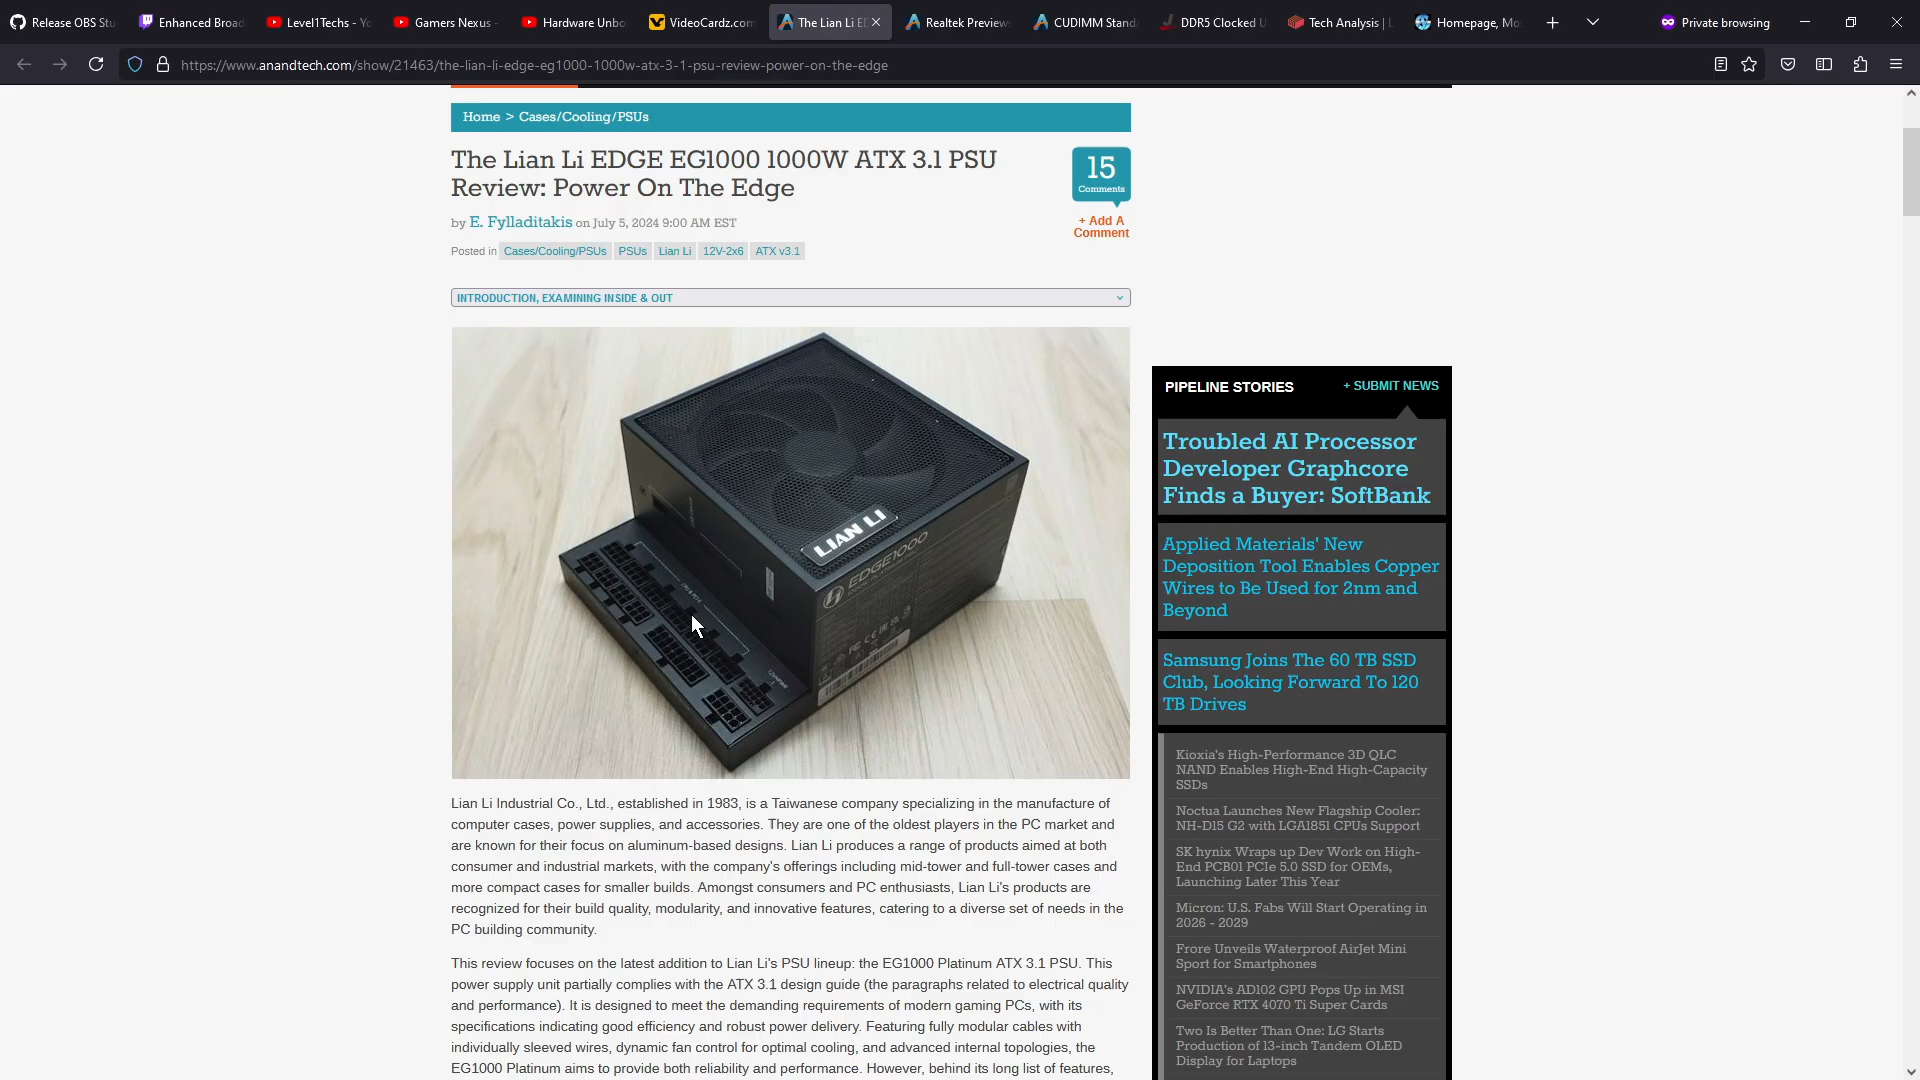 Release OBS Stu
Enhanced Broad
Level1Techs - Yo
Gamers Nexus -
Hardware Unbo
VideoCardz.com
The Lian Li E
Realtek Preview
CUDIMM Stand
DDR5 Clocked U
Tech Analysis | L
Homepage, Mo
Private browsing
https://www.anandtech.com/show/21463/the-lian-li-edge-eg1000-1000w-atx-3-1-psu-review-power-on-the-edge
Home > Cases/Cooling/PSUs
The Lian Li EDGE EG1000 1000W ATX 3.1 PSU
Review: Power On The Edge
15
Comments
+ Add A
Comment
by E. Fylladitakis on July 5, 2024 9:00 AM EST
Posted in Cases/Cooling/PSUs PSUs Lian Li 12V-2x6 ATX v3.1
INTRODUCTION, EXAMINING INSIDE & OUT
LIAN LI
EDGE1000
Lian Li Industrial Co., Ltd., established in 1983, is a Taiwanese company specializing in the manufacture of
computer cases, power supplies, and accessories. They are one of the oldest players in the PC market and
are known for their focus on aluminum-based designs. Lian Li produces a range of products aimed at both
consumer and industrial markets, with the company's offerings including mid-tower and full-tower cases and
more compact cases for smaller builds. Amongst consumers and PC enthusiasts, Lian Li's products are
recognized for their build quality, modularity, and innovative features, catering to a diverse set of needs in the
PC building community.
This review focuses on the latest addition to Lian Li's PSU lineup: the EG1000 Platinum ATX 3.1 PSU. This
power supply unit partially complies with the ATX 3.1 design guide (the paragraphs related to electrical quality
and performance). It is designed to meet the demanding requirements of modern gaming PCs, with its
specifications indicating good efficiency and robust power delivery. Featuring fully modular cables with
individually sleeved wires, dynamic fan control for optimal cooling, and advanced internal topologies, the
EG1000 Platinum aims to provide both reliability and performance. However, behind its long list of features,
PIPELINE STORIES
+ SUBMIT NEWS
Troubled AI Processor
Developer Graphcore
Finds a Buyer: SoftBank
Applied Materials' New
Deposition Tool Enables Copper
Wires to Be Used for 2nm and
Beyond
Samsung Joins The 60 TB SSD
Club, Looking Forward To 120
TB Drives
Kioxia's High-Performance 3D QLC
NAND Enables High-End High-Capacity
SSDs
Noctua Launches New Flagship Cooler:
NH-D15 G2 with LGA1851 CPUs Support
SK hynix Wraps up Dev Work on High-
End PCB01 PCIe 5.0 SSD for OEMs,
Launching Later This Year
Micron: U.S. Fabs Will Start Operating in
2026 - 2029
Frore Unveils Waterproof AirJet Mini
Sport for Smartphones
NVIDIA's AD102 GPU Pops Up in MSI
GeForce RTX 4070 Ti Super Cards
Two Is Better Than One: LG Starts
Production of 13-inch Tandem OLED
Display for Laptops